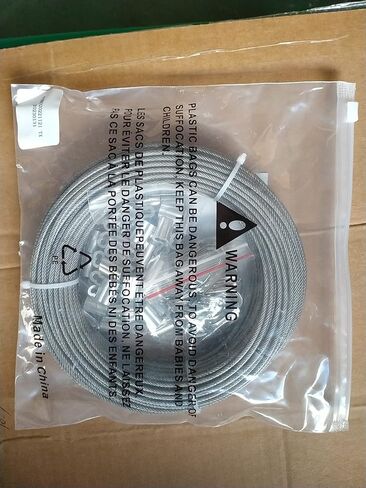 WARNING
PLASTIC BAGS CAN BE DANGEROUS, TO AVOID DANGER OF
SUFFOCATION, KEEP THIS BAG AWAY FROM BABIES AND
CHILDREN.
LES SACS DE PLASTIQUEPEUVENT ETRE DANGEREUX,
POUR EVITER LE DANGER DE SUFFOCATION, NE LAISSEZ
PAS CE SAC A LA PORTEE DES BEBES NI DES ENFANTS.
PE
Made in China